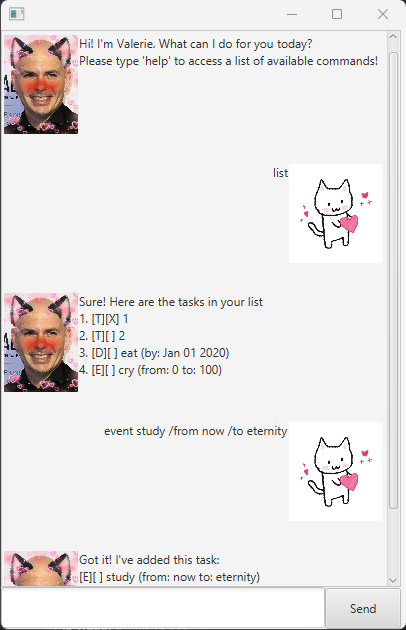 Hi! I'm Valerie. What can I do for you today?
Please type 'help' to access a list of available commands!
list
Sure! Here are the tasks in your list
1. [T][X] 1
2. [T][ ] 2
3. [D][ ] eat (by: Jan 01 2020)
4. [E][ ] cry (from: 0 to: 100)
event study /from now /to eternity
Got it! I've added this task:
[E][ ] study (from: now to: eternity)
Send